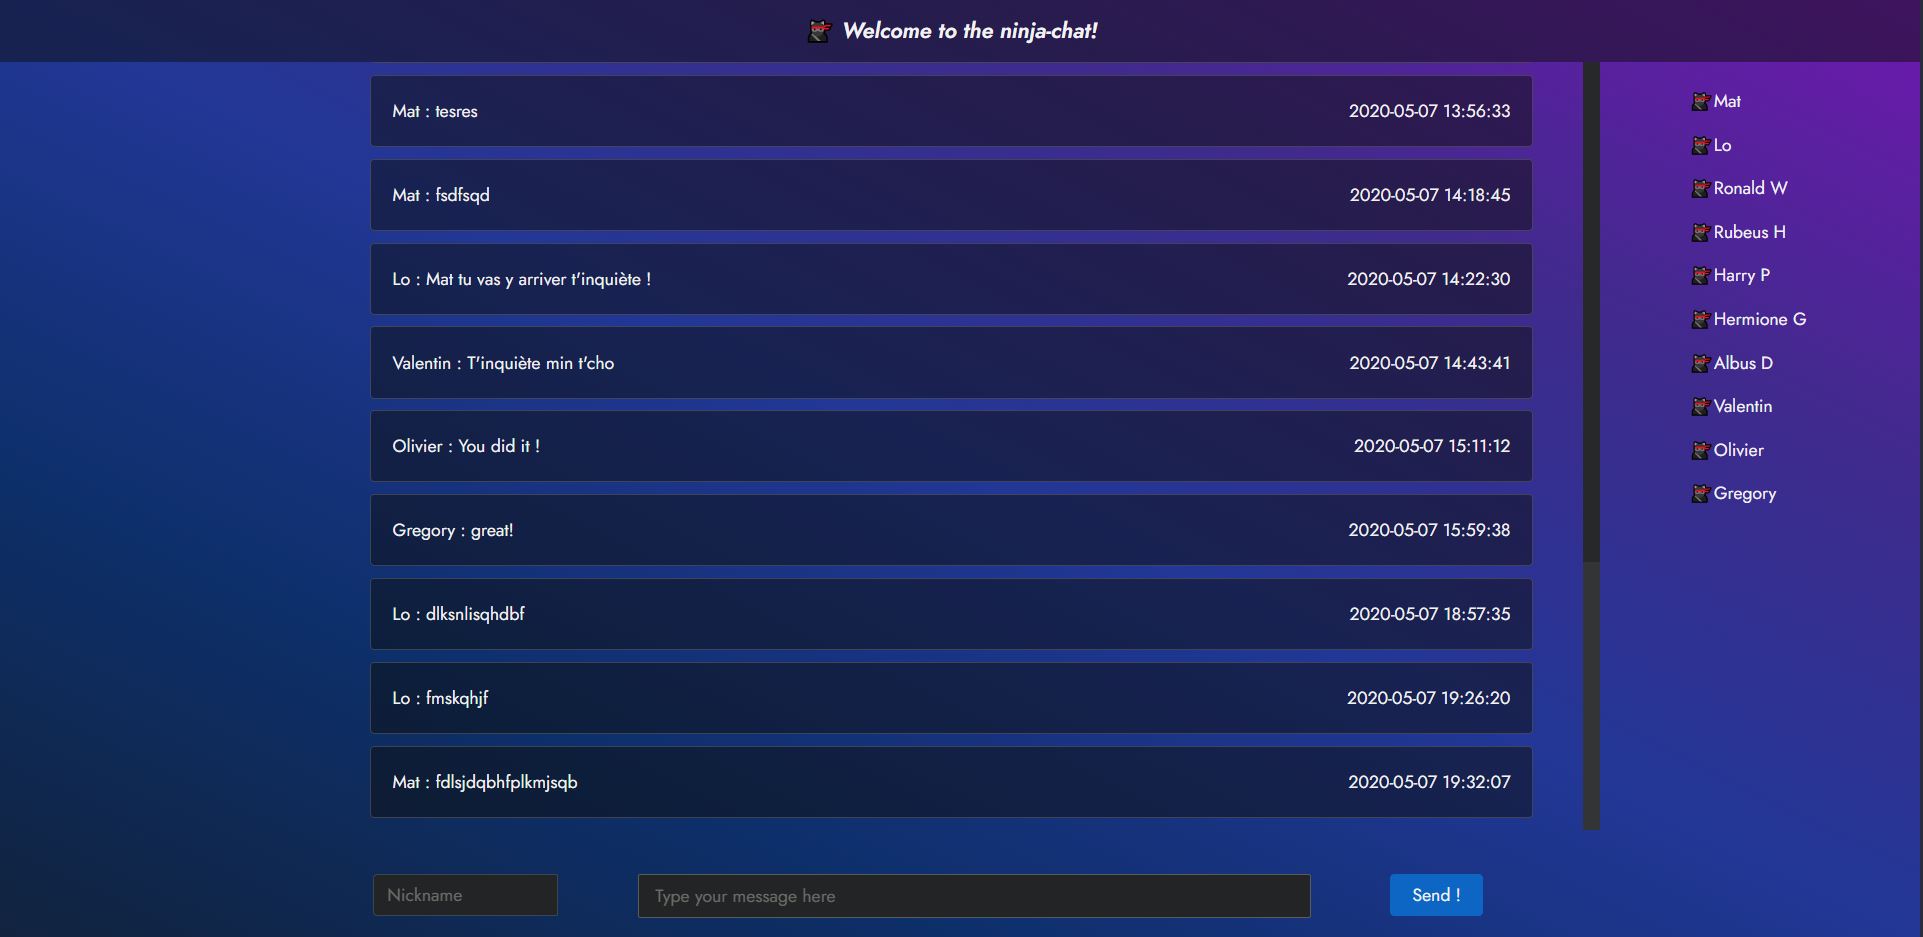 Welcome to the ninja-chat!
Mat : tesres 2020-05-07 13:56:33
Mat : fsdfsqd 2020-05-07 14:18:45
Lo : Mat tu vas y arriver t'inquiète ! 2020-05-07 14:22:30
Valentin : T'inquiète min t'cho 2020-05-07 14:43:41
Olivier : You did it ! 2020-05-07 15:11:12
Gregory : great! 2020-05-07 15:59:38
Lo : dlksnlisqhdbf 2020-05-07 18:57:35
Lo : fmskqhjf 2020-05-07 19:26:20
Mat : fdlsjdqbhfplkmjsqb 2020-05-07 19:32:07
Nickname
Type your message here
Send !
Mat
Lo
Ronald W
Rubeus H
Harry P
Hermione G
Albus D
Valentin
Olivier
Gregory